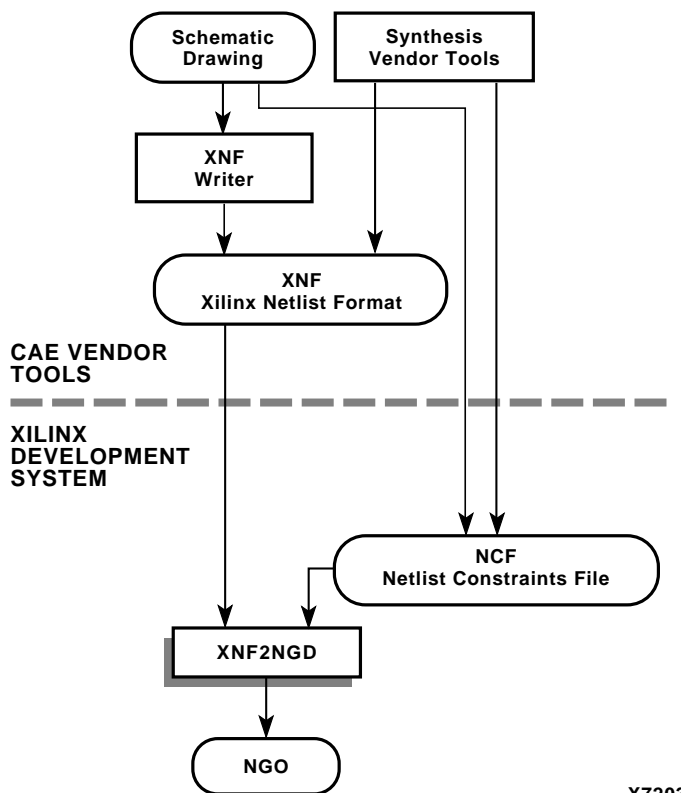 Schematic
Drawing
Synthesis
Vendor Tools
XNF
Writer
XNF
Xilinx Netlist Format
CAE VENDOR
TOOLS
XILINX
DEVELOPMENT
SYSTEM
NCF
Netlist Constraints File
XNF2NGD
NGO